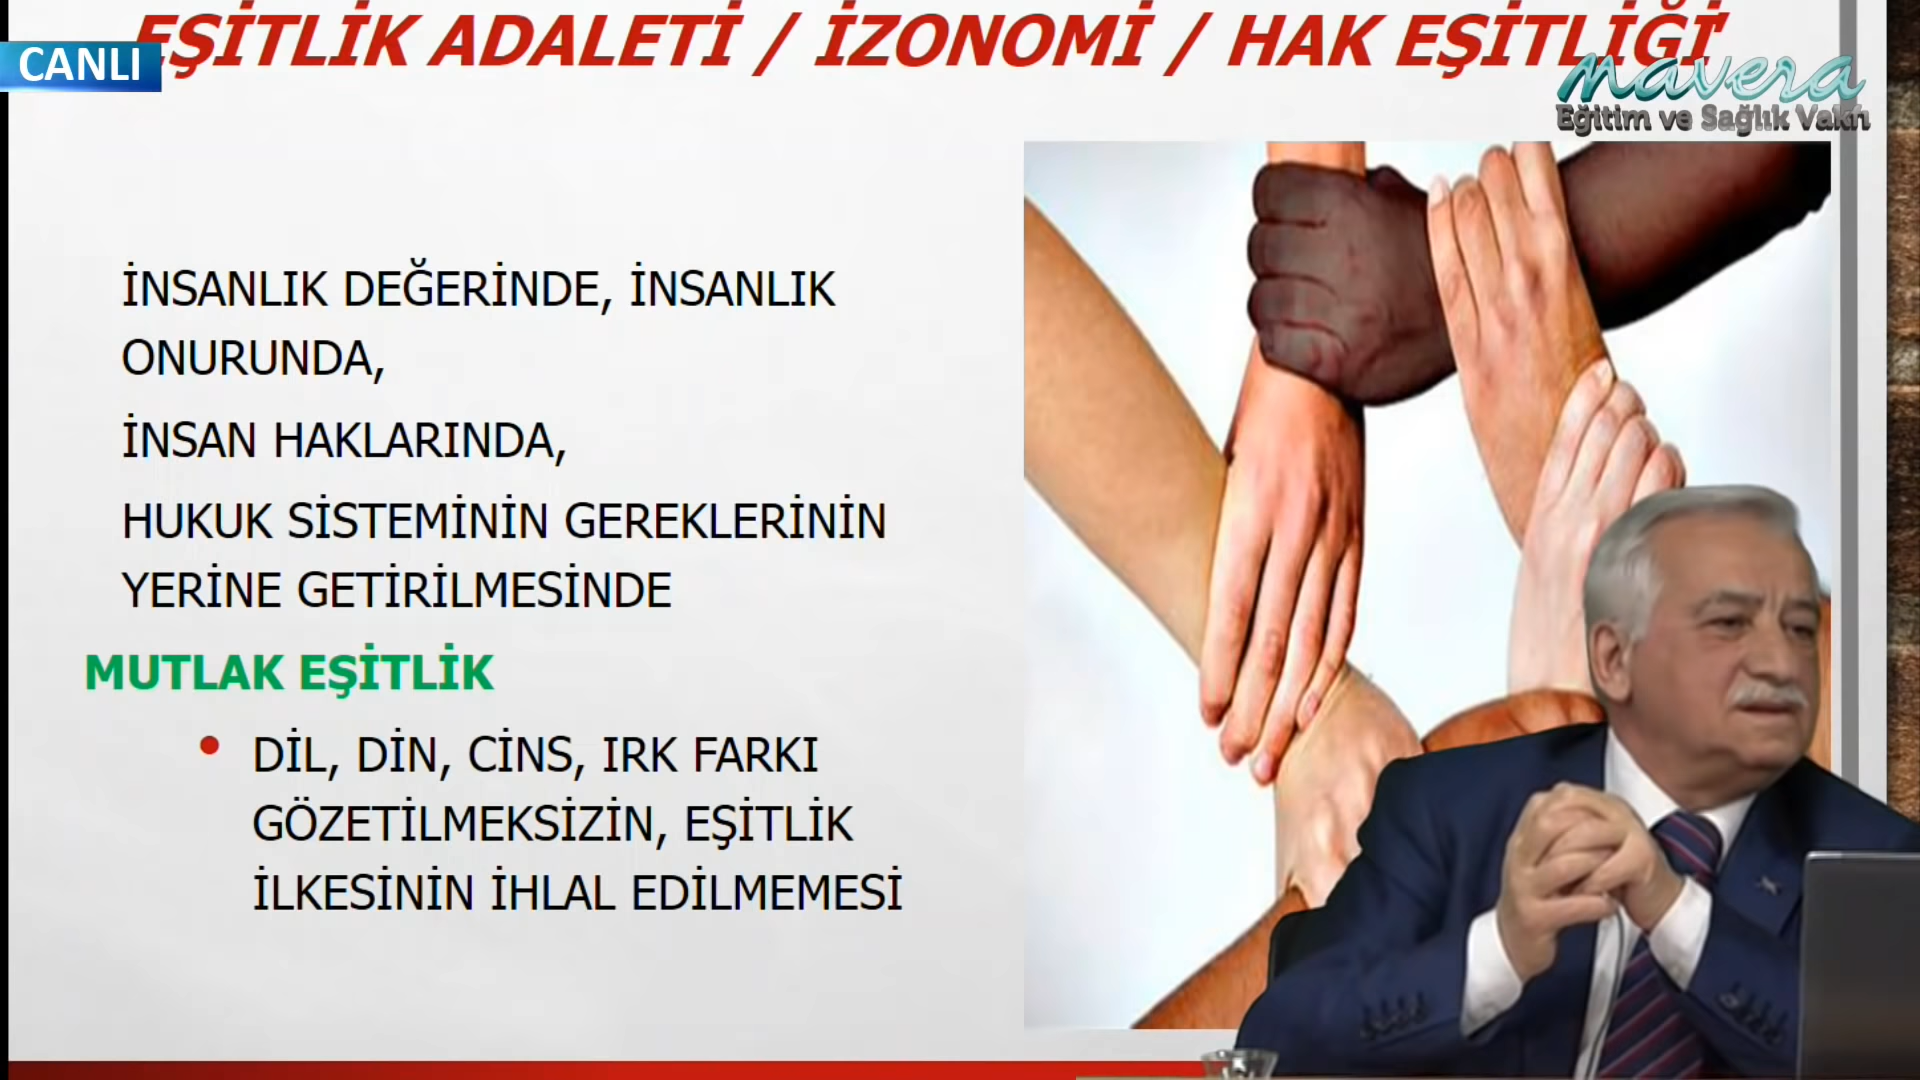 EŞİTLİK ADALETİ / İZONOMİ / HAK EŞİTLİĞİ
CANLI
mavera
Eğitim ve Sağlık Vakfı
İNSANLIK DEĞERİNDE, İNSANLIK
ONURUNDA,
İNSAN HAKLARINDA,
HUKUK SİSTEMİNİN GEREKLERİNİN
YERİNE GETİRİLMESİNDE
MUTLAK EŞİTLİK
• DİL, DİN, CİNS, IRK FARKI
GÖZETİLMEKSİZİN, EŞİTLİK
İLKESİNİN İHLAL EDİLMEMESİ